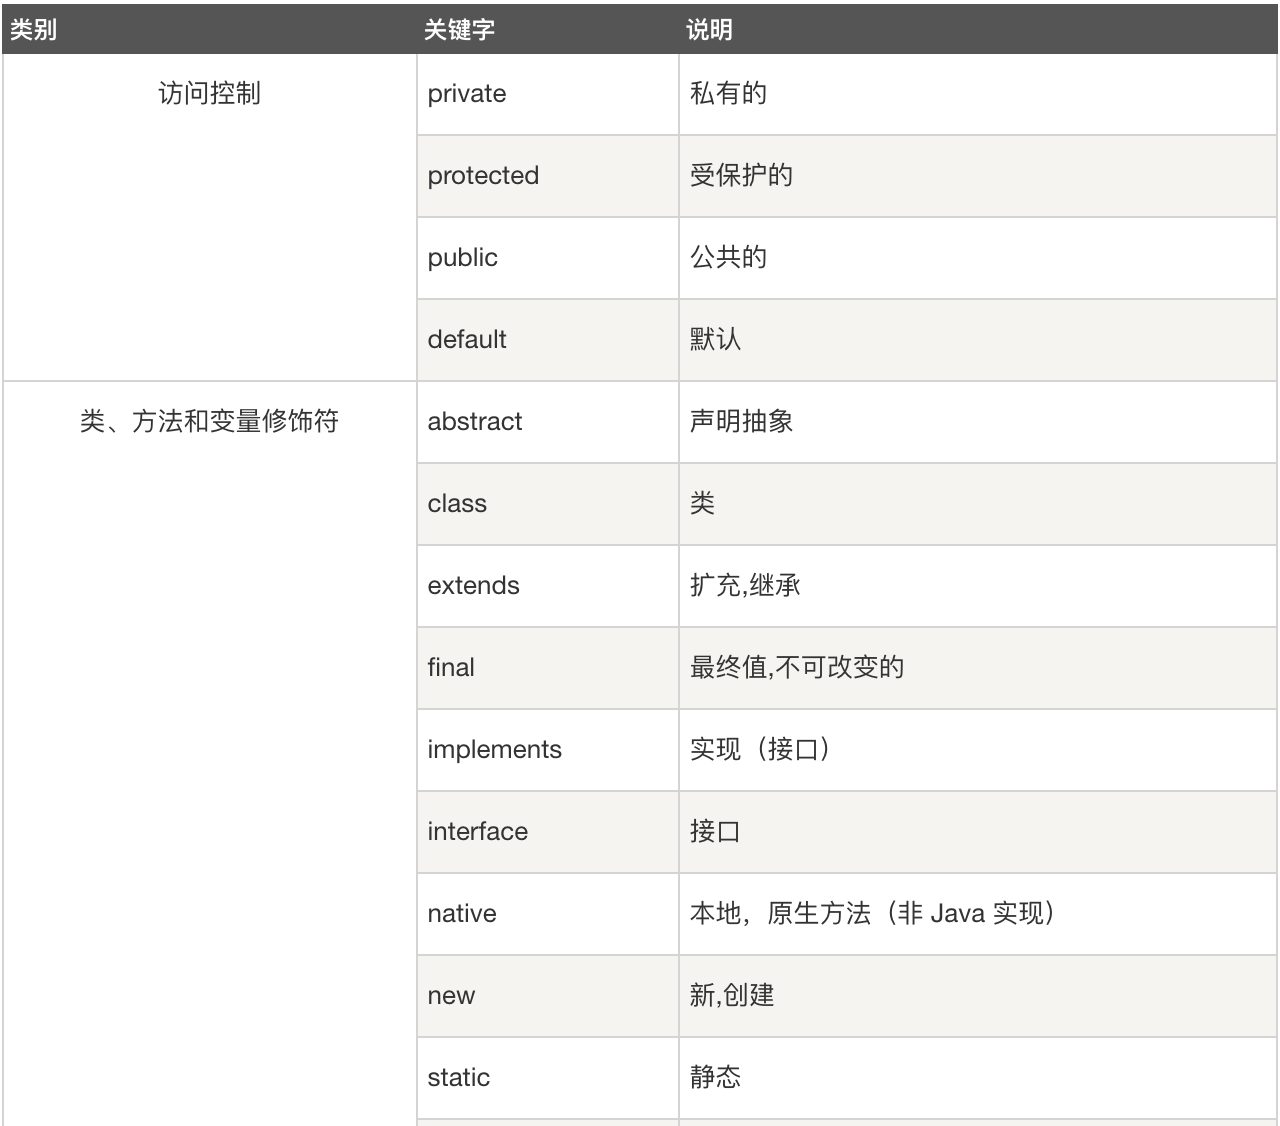 类别 关键字 说明
访问控制 private 私有的
protected 受保护的
public 公共的
default 默认
类、方法和变量修饰符 abstract 声明抽象
class 类
extends 扩充,继承
final 最终值,不可改变的
implements 实现（接口）
interface 接口
native 本地，原生方法（非 Java 实现）
new 新,创建
static 静态